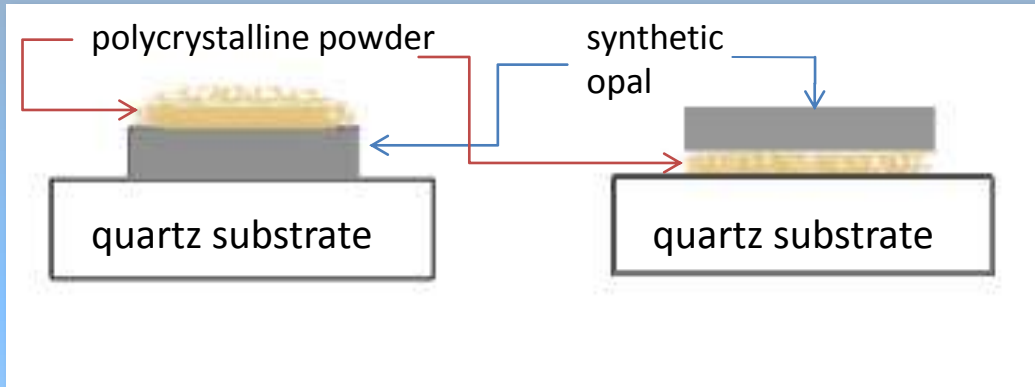 polycrystalline powder
synthetic
opal
quartz substrate
quartz substrate